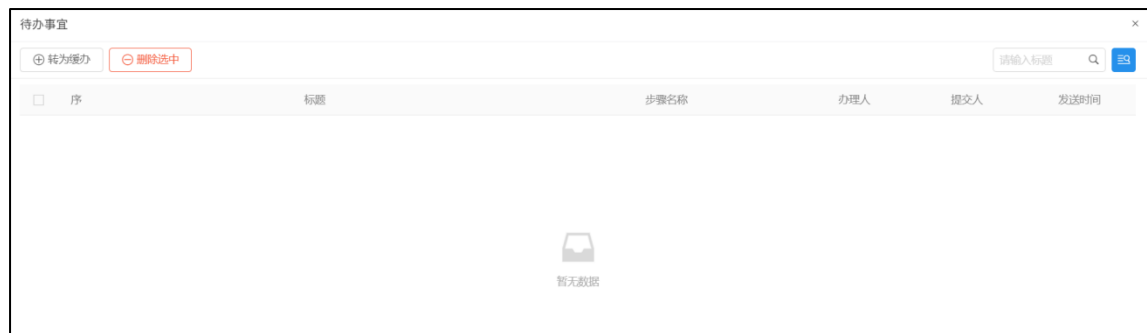 待办事宜
转为缓办 删除选中 请输入标题
序 标题 步骤名称 办理人 提交人 发送时间
暂无数据